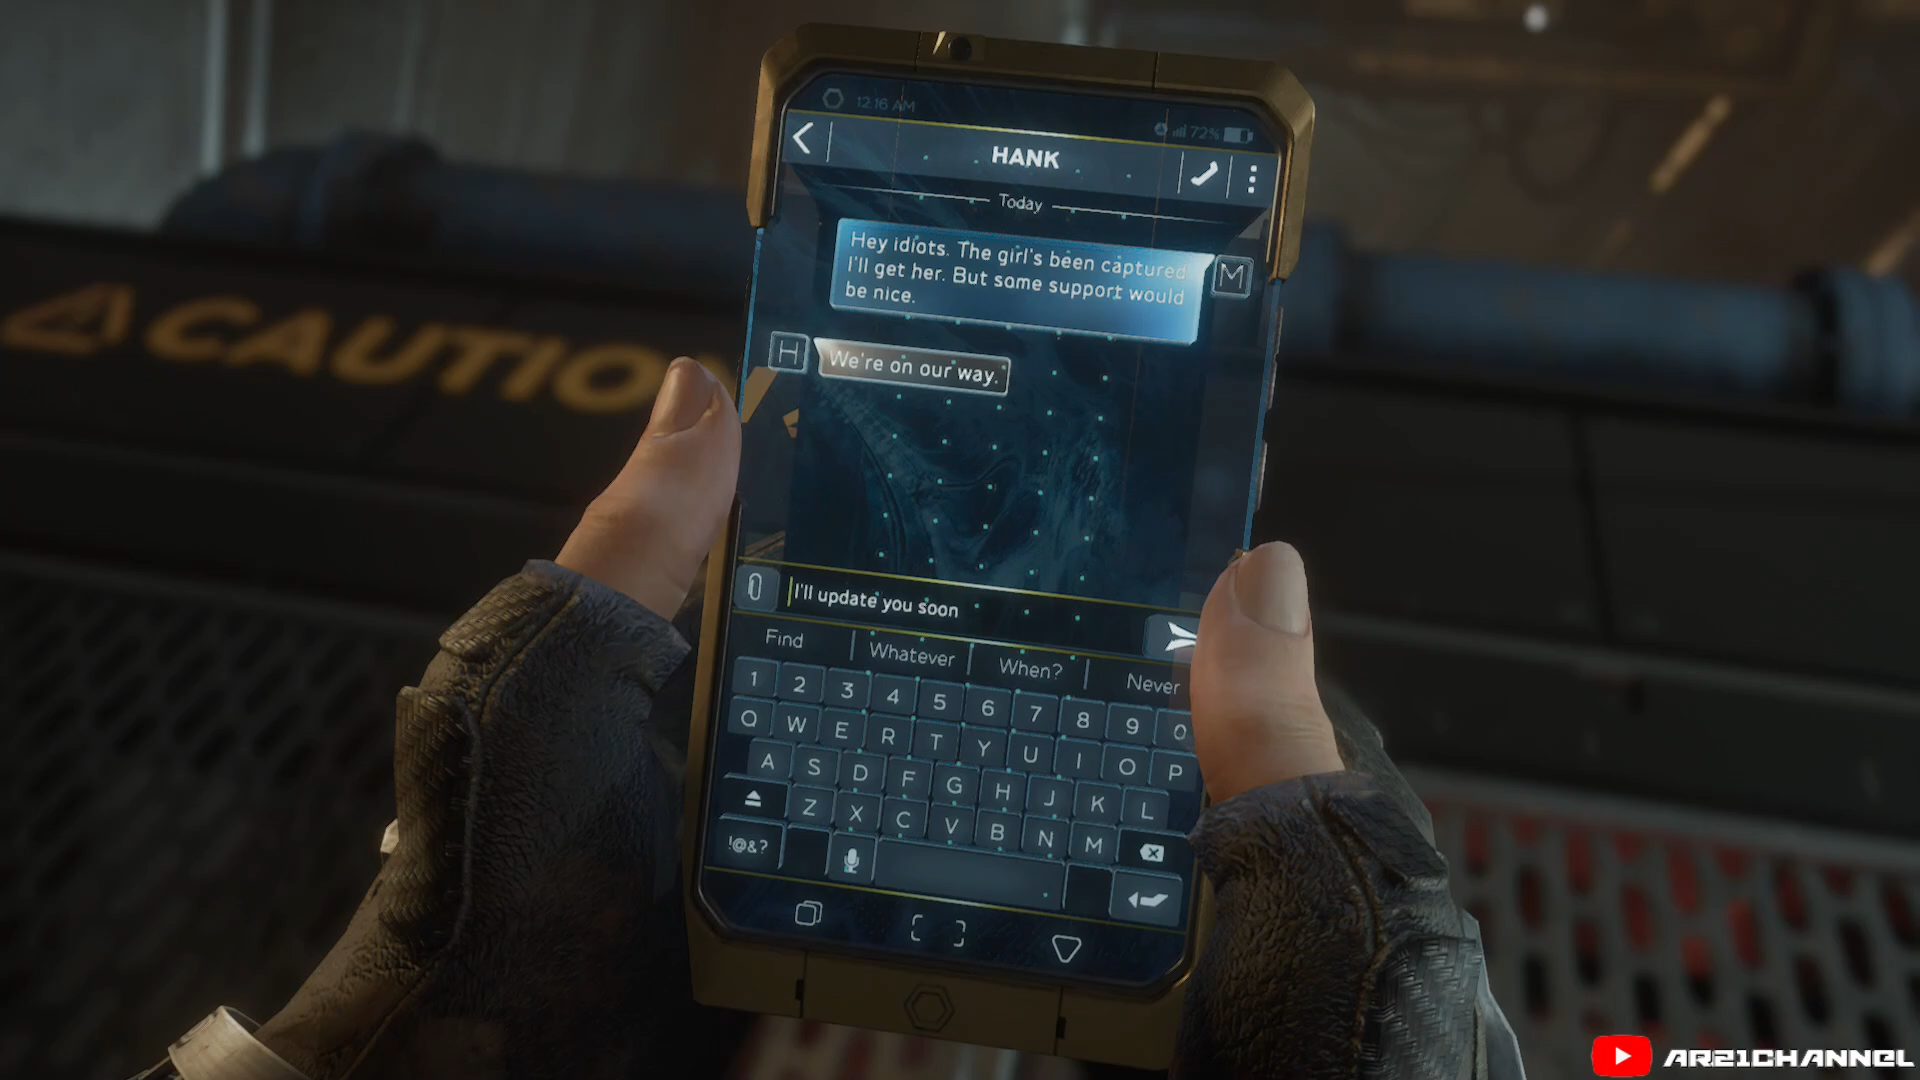 12:16 AM
72%
HANK
Today
Hey idiots. The girl's been captured
I'll get her. But some support would
be nice.
M
H
We're on our way.
CAUTION
I'll update you soon
Find Whatever When? Never
1 2 3 4 5 6 7 8 9 0
Q W E R T Y U I O P
A S D F G H J K L
Z X C V B N M
!@&?
AR21CHANNEL